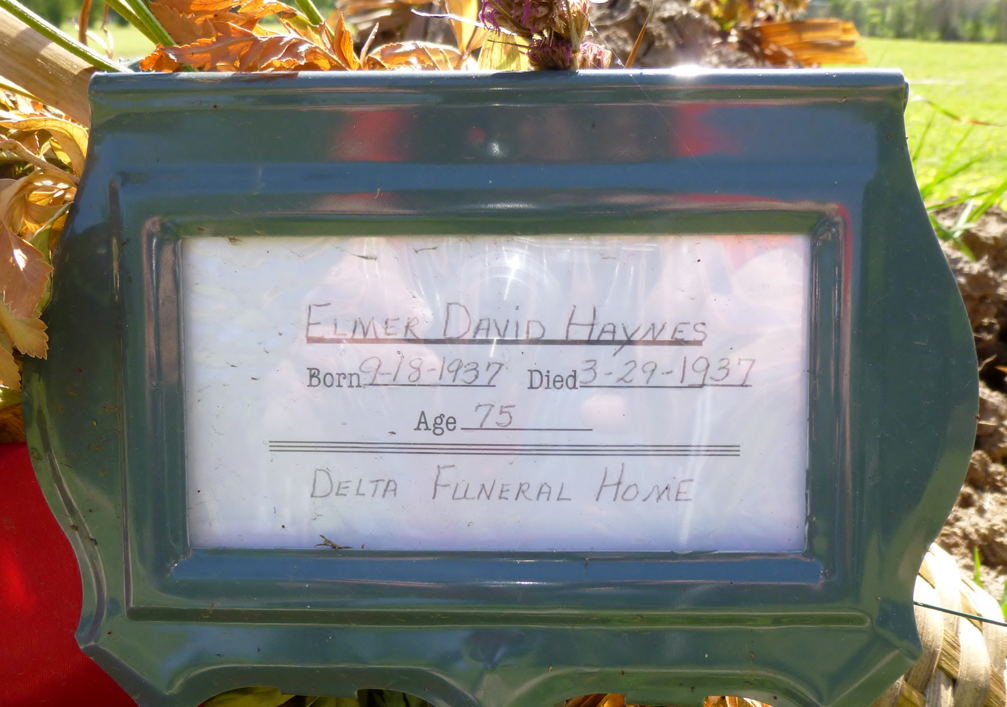 ELMER DAVID HAYNES
Born 9-18-1937 Died 3-29-1937
Age 75
DELTA FUNERAL HOME